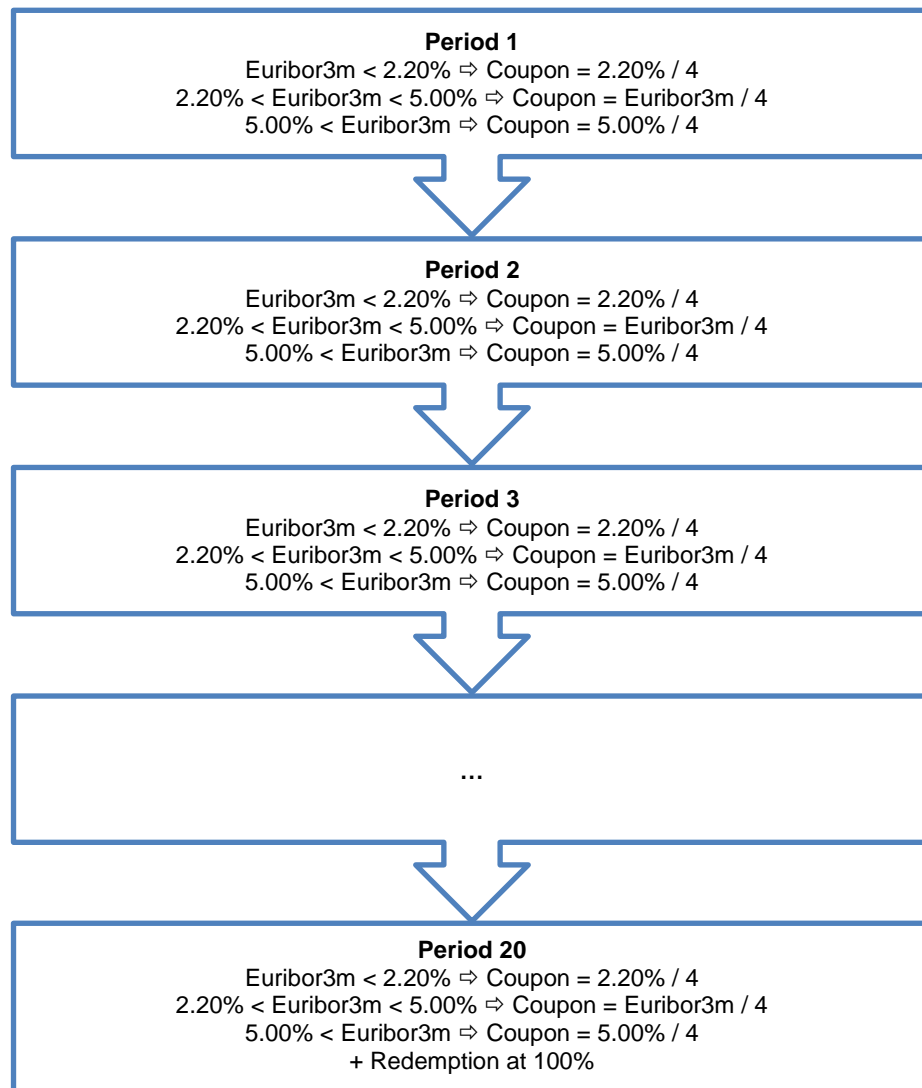 Period 1
Euribor3m < 2.20% ⇨ Coupon = 2.20% / 4
2.20% < Euribor3m < 5.00% ⇨ Coupon = Euribor3m / 4
5.00% < Euribor3m ⇨ Coupon = 5.00% / 4
Period 2
Euribor3m < 2.20% ⇨ Coupon = 2.20% / 4
2.20% < Euribor3m < 5.00% ⇨ Coupon = Euribor3m / 4
5.00% < Euribor3m ⇨ Coupon = 5.00% / 4
Period 3
Euribor3m < 2.20% ⇨ Coupon = 2.20% / 4
2.20% < Euribor3m < 5.00% ⇨ Coupon = Euribor3m / 4
5.00% < Euribor3m ⇨ Coupon = 5.00% / 4
...
Period 20
Euribor3m < 2.20% ⇨ Coupon = 2.20% / 4
2.20% < Euribor3m < 5.00% ⇨ Coupon = Euribor3m / 4
5.00% < Euribor3m ⇨ Coupon = 5.00% / 4
+ Redemption at 100%